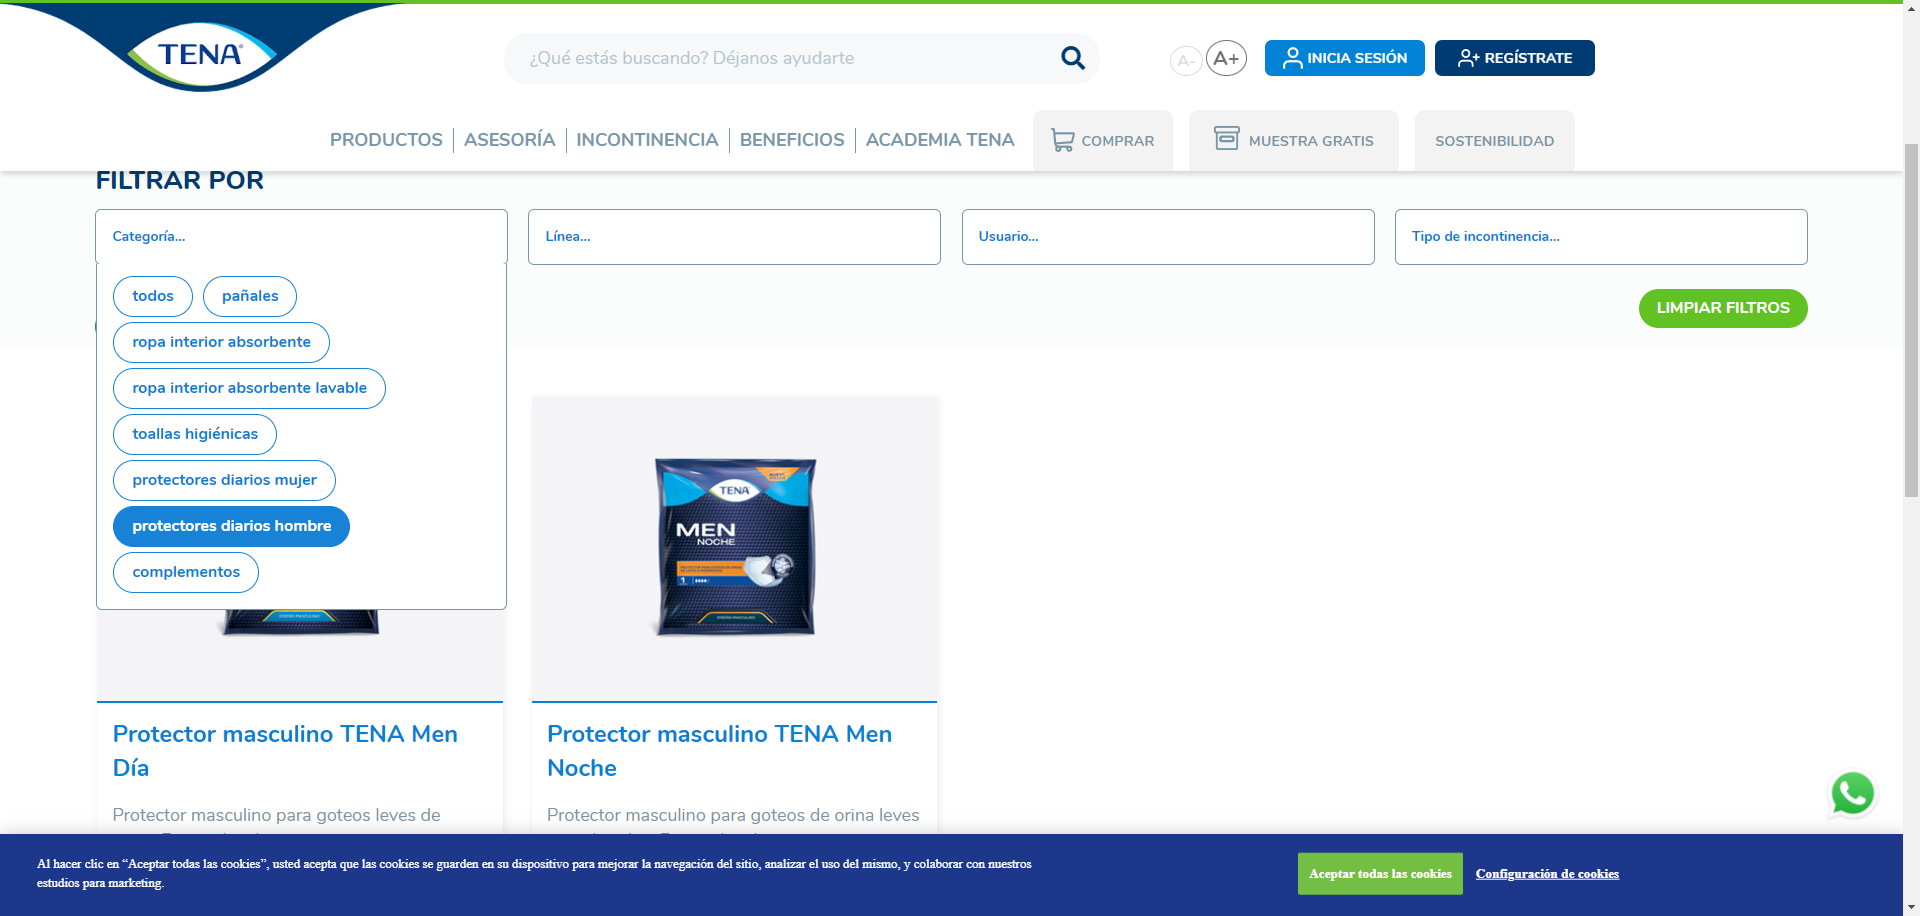 TENA
¿Qué estás buscando? Déjanos ayudarte
A-
A+
INICIA SESIÓN
REGÍSTRATE
PRODUCTOS
ASESORÍA
INCONTINENCIA
BENEFICIOS
ACADEMIA TENA
COMPRAR
MUESTRA GRATIS
SOSTENIBILIDAD
FILTRAR POR
Categoría...
Línea...
Usuario...
Tipo de incontinencia...
todos
pañales
ropa interior absorbente
ropa interior absorbente lavable
toallas higiénicas
protectores diarios mujer
protectores diarios hombre
complementos
LIMPIAR FILTROS
TENA
MEN
NOCHE
1
DISEÑO MASCULINO
DISEÑO MASCULINO
Protector masculino TENA Men
Día
Protector masculino para goteos leves de
Protector masculino TENA Men
Noche
Protector masculino para goteos de orina leves
Al hacer clic en “Aceptar todas las cookies”, usted acepta que las cookies se guarden en su dispositivo para mejorar la navegación del sitio, analizar el uso del mismo, y colaborar con nuestros
estudios para marketing.
Aceptar todas las cookies
Configuración de cookies